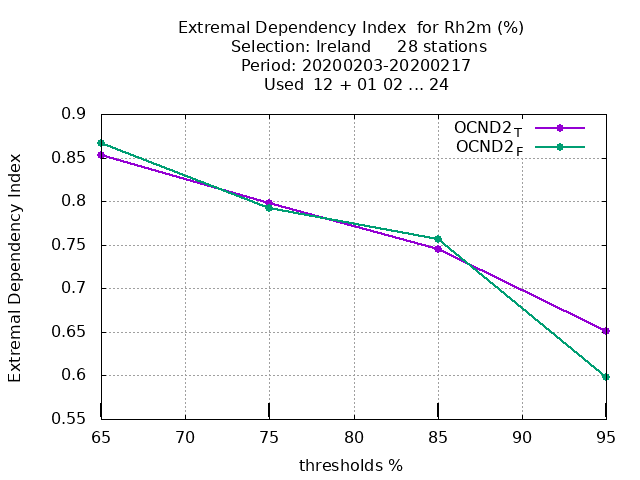 Extremal Dependency Index  for Rh2m (%)
Selection: Ireland     28 stations
Period: 20200203-20200217
Used  12 + 01 02 ... 24
OCND2T
OCND2F
0.9
0.85
0.8
0.75
0.7
0.65
0.6
0.55
Extremal Dependency Index
65 70 75 80 85 90 95
thresholds %